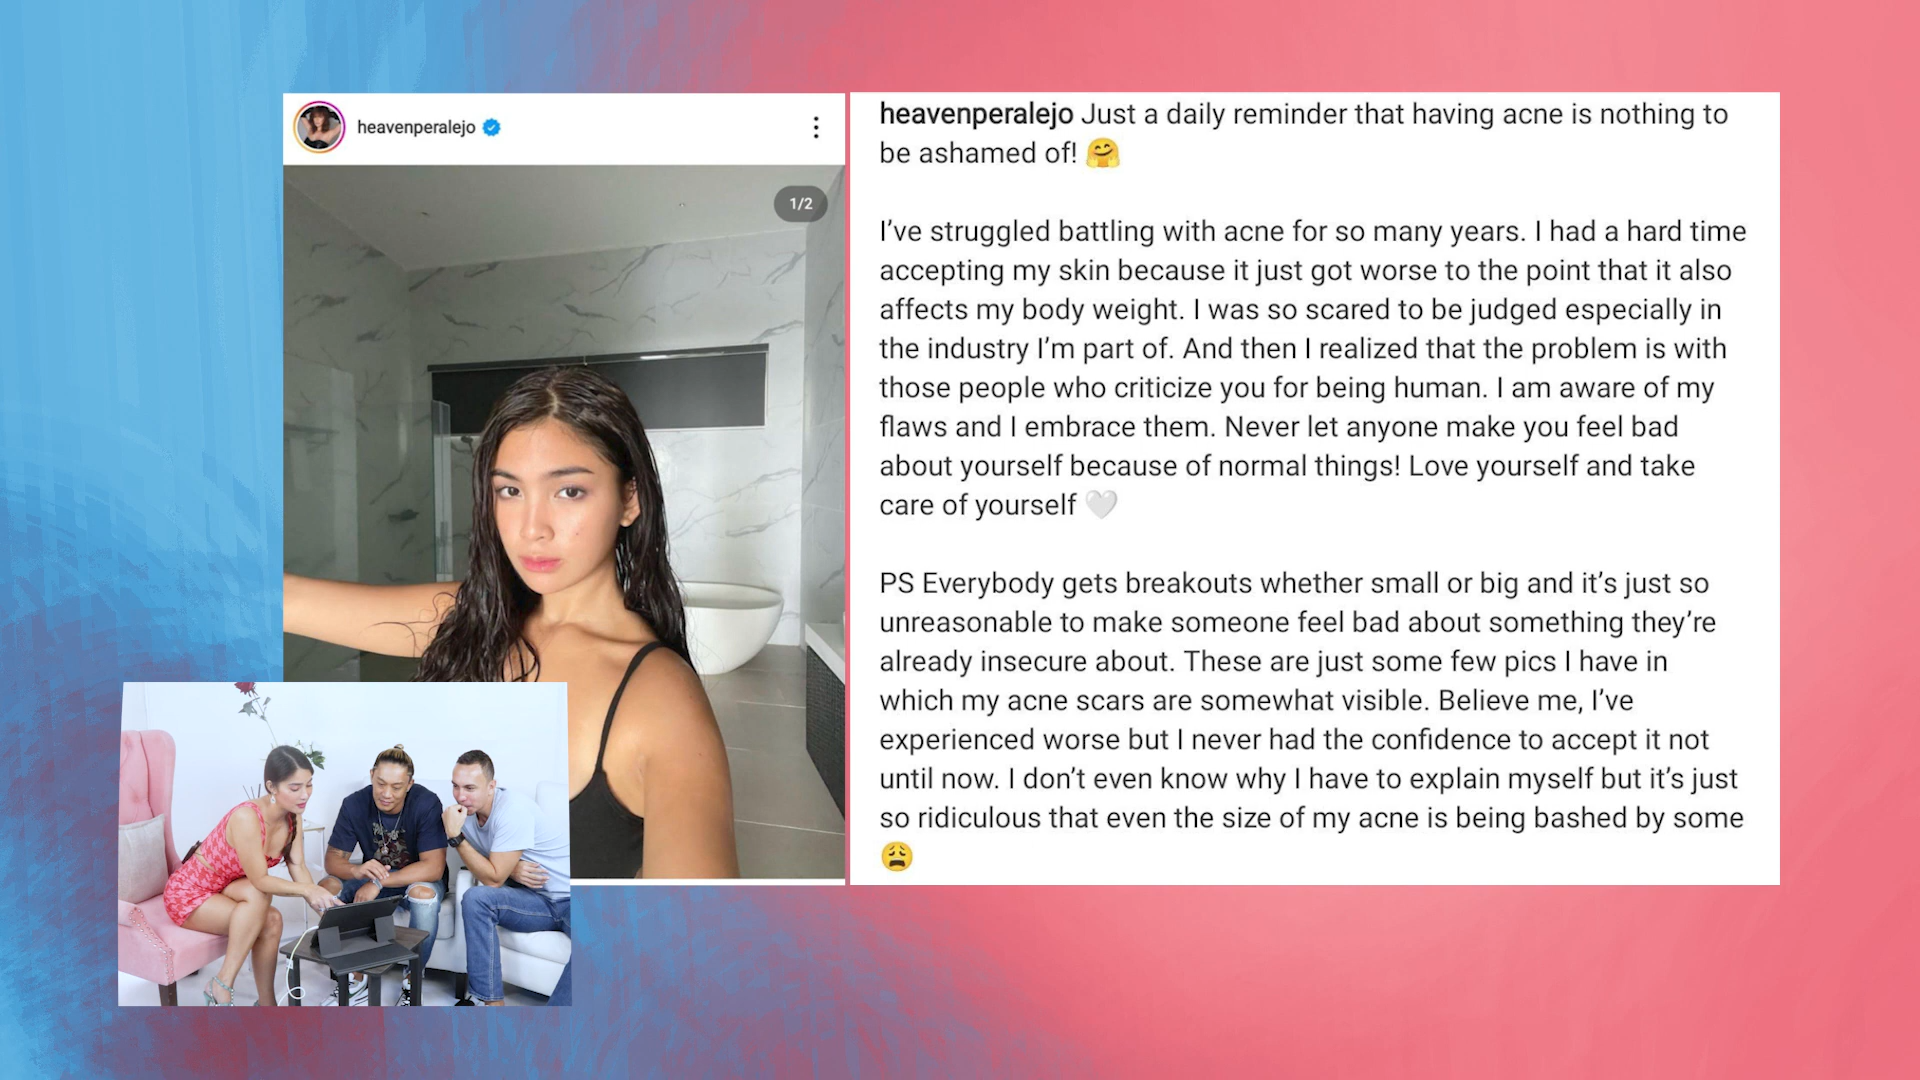 heavenperalejo
1/2
heavenperalejo Just a daily reminder that having acne is nothing to
be ashamed of! 🤗
I've struggled battling with acne for so many years. I had a hard time
accepting my skin because it just got worse to the point that it also
affects my body weight. I was so scared to be judged especially in
the industry I'm part of. And then I realized that the problem is with
those people who criticize you for being human. I am aware of my
flaws and I embrace them. Never let anyone make you feel bad
about yourself because of normal things! Love yourself and take
care of yourself 🤍
PS Everybody gets breakouts whether small or big and it's just so
unreasonable to make someone feel bad about something they're
already insecure about. These are just some few pics I have in
which my acne scars are somewhat visible. Believe me, I've
experienced worse but I never had the confidence to accept it not
until now. I don't even know why I have to explain myself but it's just
so ridiculous that even the size of my acne is being bashed by some
😩